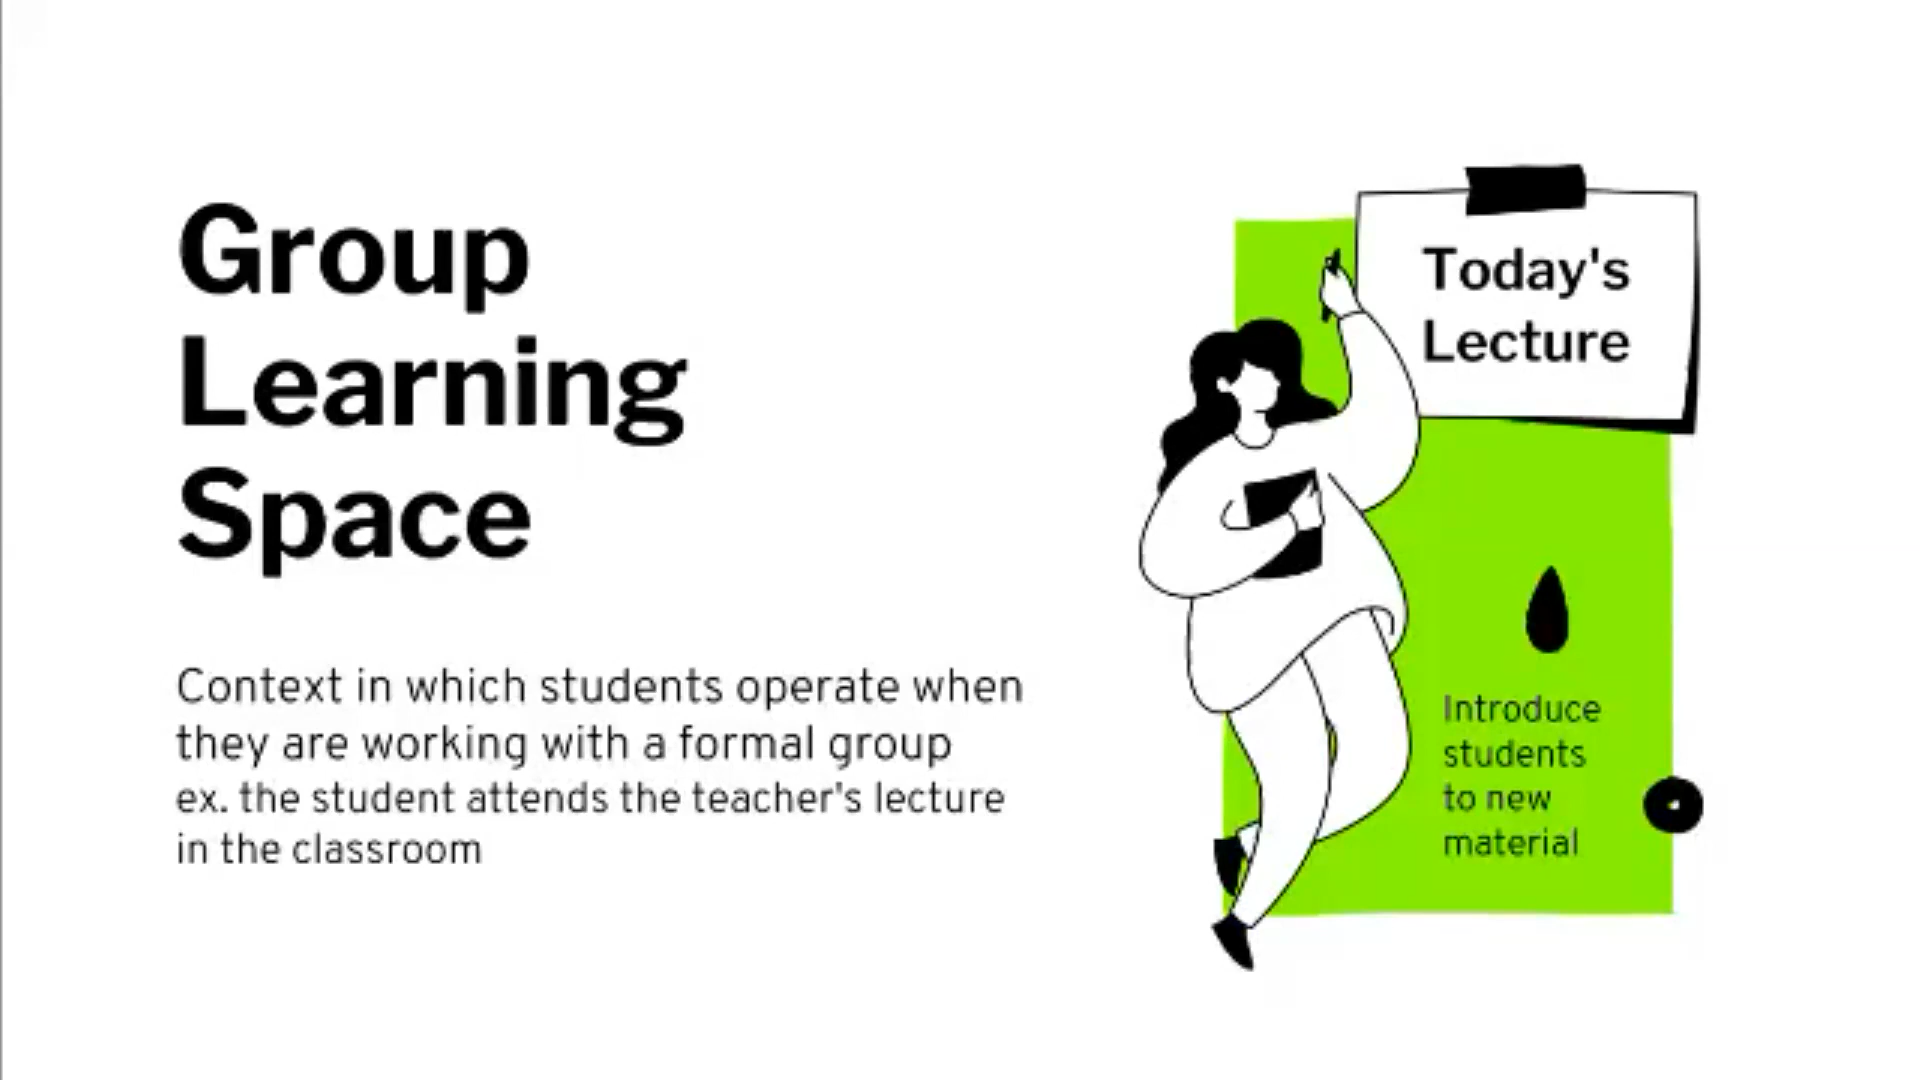 Group
Learning
Space
Context in which students operate when
they are working with a formal group
ex. the student attends the teacher's lecture
in the classroom
Today's
Lecture
Introduce
students
to new
material